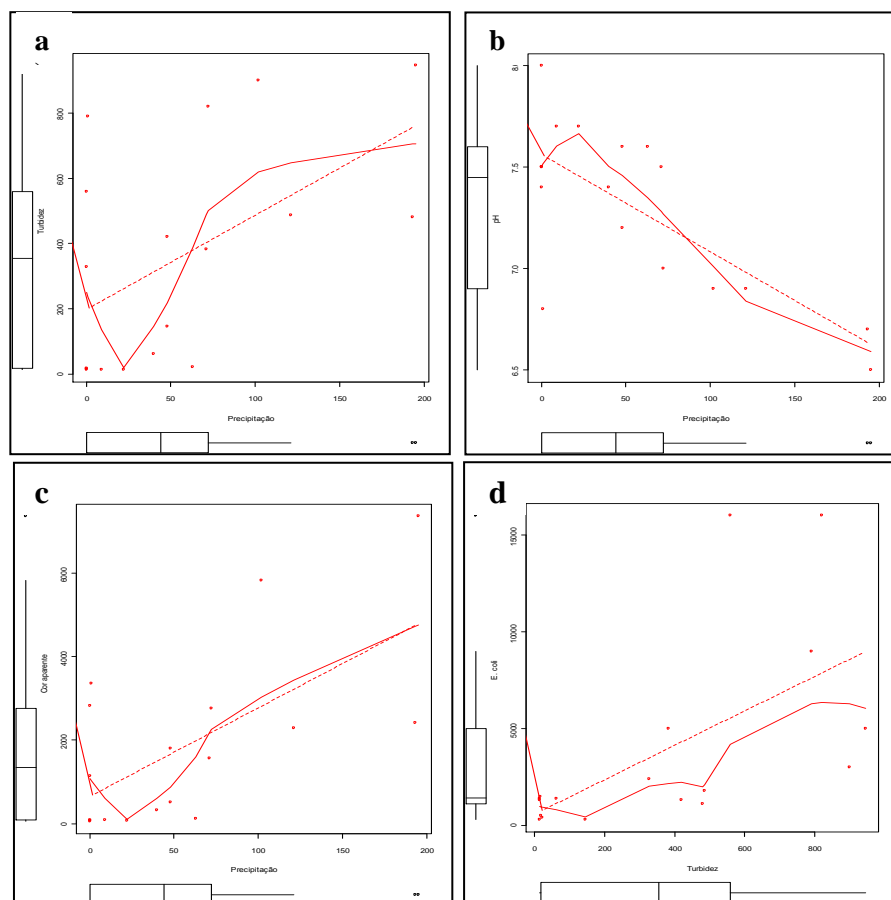 a
Turbidez
0 200 400 600 800
0 50 100 150 200
Precipitação
b
pH
6.5 7.0 7.5
0 50 100 150 200
Precipitação
c
Cor aparente
0 2000 4000 6000
0 50 100 150 200
Precipitação
d
E. coli
0 5000 10000 15000
0 200 400 600 800
Turbidez